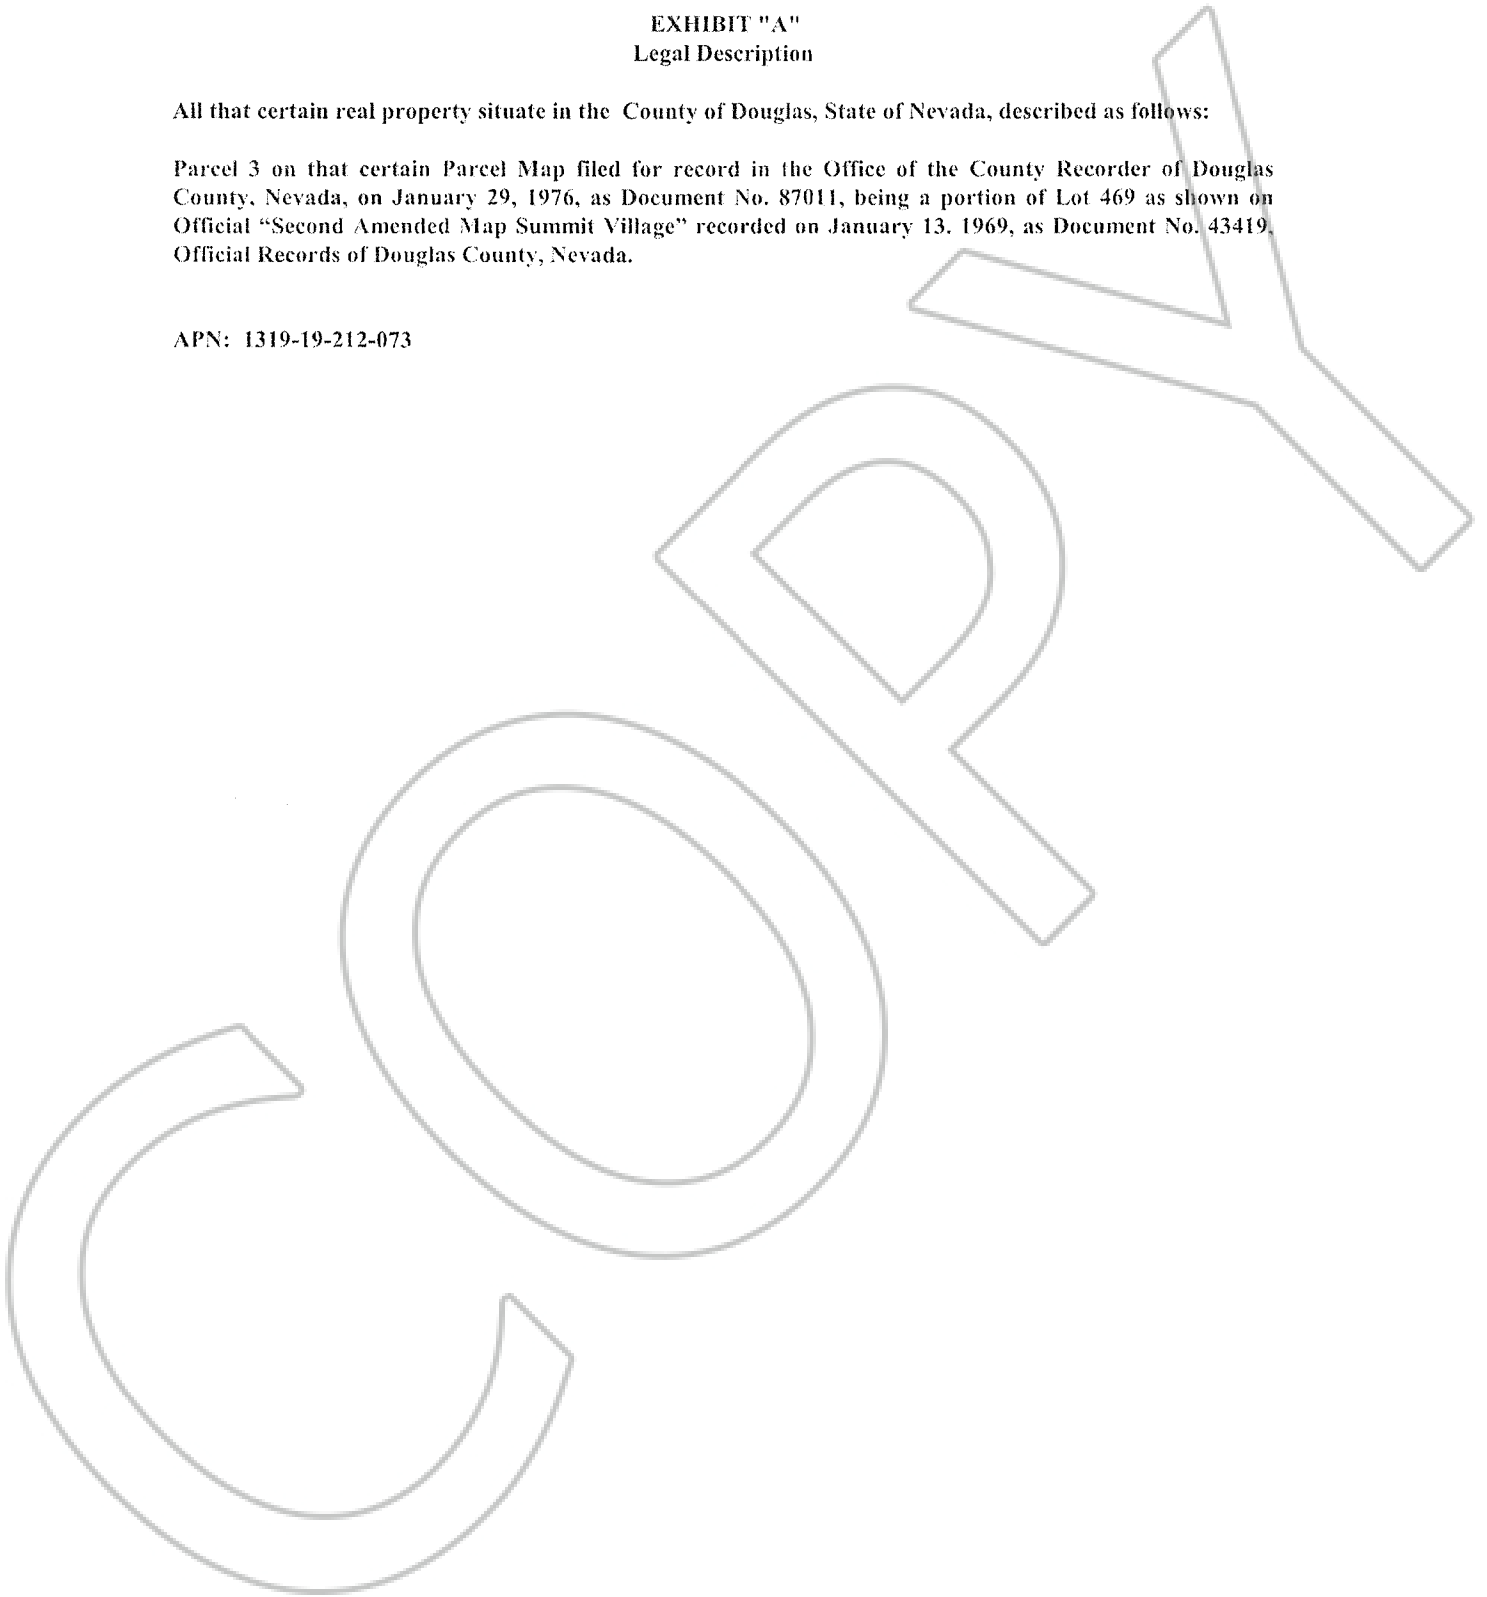 EXHIBIT "A"
Legal Description
All that certain real property situate in the County of Douglas, State of Nevada, described as follows:
Parcel 3 on that certain Parcel Map filed for record in the Office of the County Recorder of Douglas
County, Nevada, on January 29, 1976, as Document No. 87011, being a portion of Lot 469 as shown on
Official “Second Amended Map Summit Village” recorded on January 13. 1969, as Document No. 43419,
Official Records of Douglas County, Nevada.
APN: 1319-19-212-073
COPY